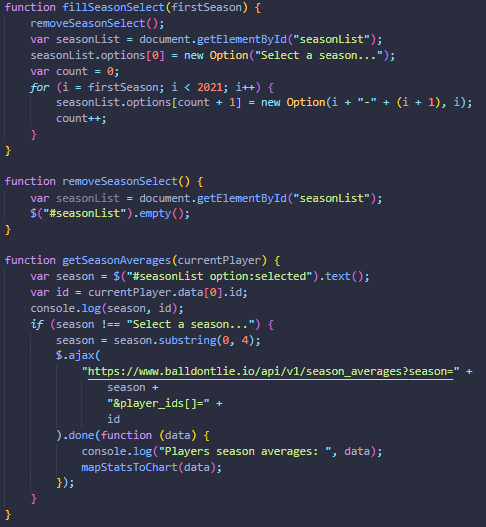 function fillSeasonSelect(firstSeason) {
removeSeasonSelect();
var seasonList = document.getElementById("seasonList");
seasonList.options[0] = new Option("Select a season...");
var count = 0;
for (i = firstSeason; i < 2021; i++) {
seasonList.options[count + 1] = new Option(i + "-" + (i + 1), i);
count++;
}
}
function removeSeasonSelect() {
var seasonList = document.getElementById("seasonList");
$("#seasonList").empty();
}
function getSeasonAverages(currentPlayer) {
var season = $("#seasonList option:selected").text();
var id = currentPlayer.data[0].id;
console.log(season, id);
if (season !== "Select a season...") {
season = season.substring(0, 4);
$.ajax(
"https://www.balldontlie.io/api/v1/season_averages?season=" +
season +
"&player_ids[]=" +
id
).done(function (data) {
console.log("Players season averages: ", data);
mapStatsToChart(data);
});
}
}